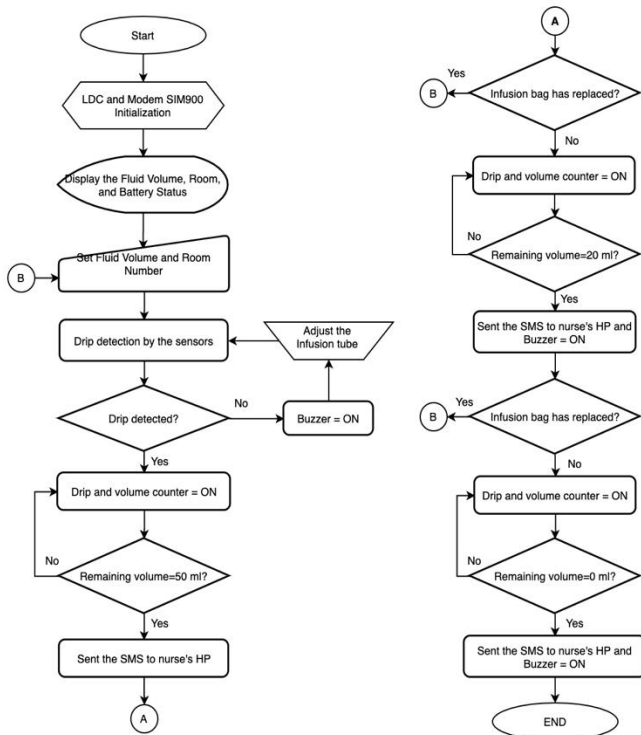 Start
LDC and Modem SIM900
Initialization
Display the Fluid Volume, Room,
and Battery Status
B
Set Fluid Volume and Room
Number
Drip detection by the sensors
Adjust the
Infusion tube
Drip detected?
No
Buzzer = ON
Yes
Drip and volume counter = ON
No
Remaining volume=50 ml?
Yes
Sent the SMS to nurse's HP
A
A
Yes
B
Infusion bag has replaced?
No
Drip and volume counter = ON
No
Remaining volume=20 ml?
Yes
Sent the SMS to nurse's HP and
Buzzer = ON
Yes
B
Infusion bag has replaced?
No
Drip and volume counter = ON
No
Remaining volume=0 ml?
Yes
Sent the SMS to nurse's HP and
Buzzer = ON
END